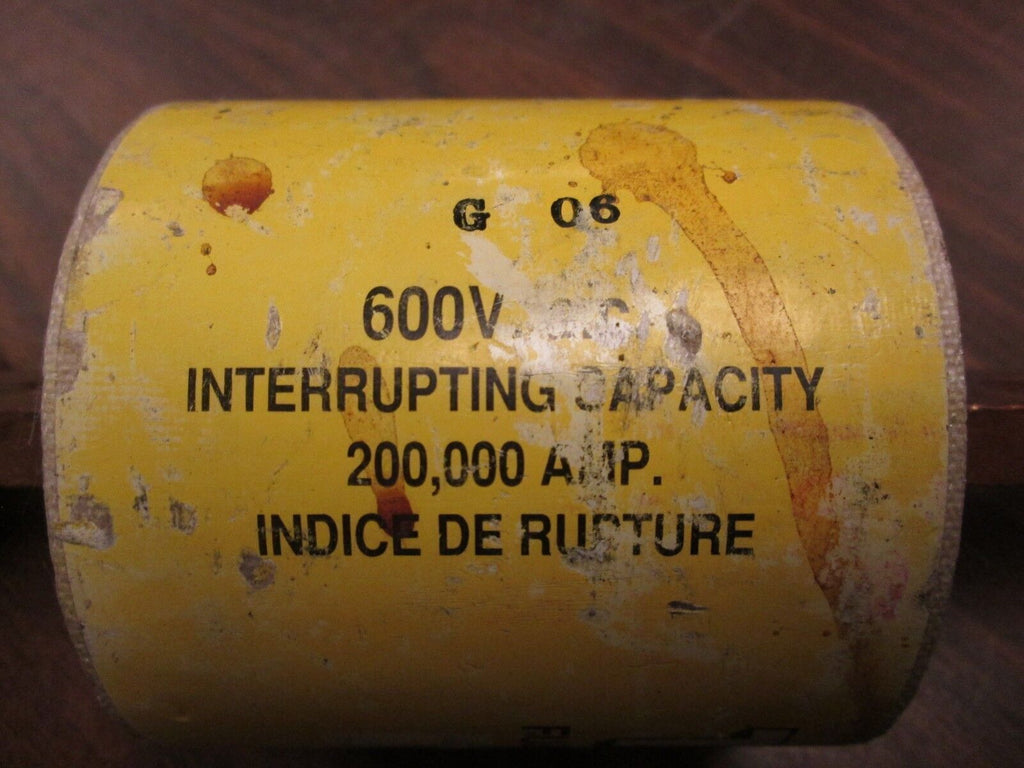 G 06
600V.
INTERRUPTING CAPACITY
200,000 AMP.
INDICE DE RUPTURE